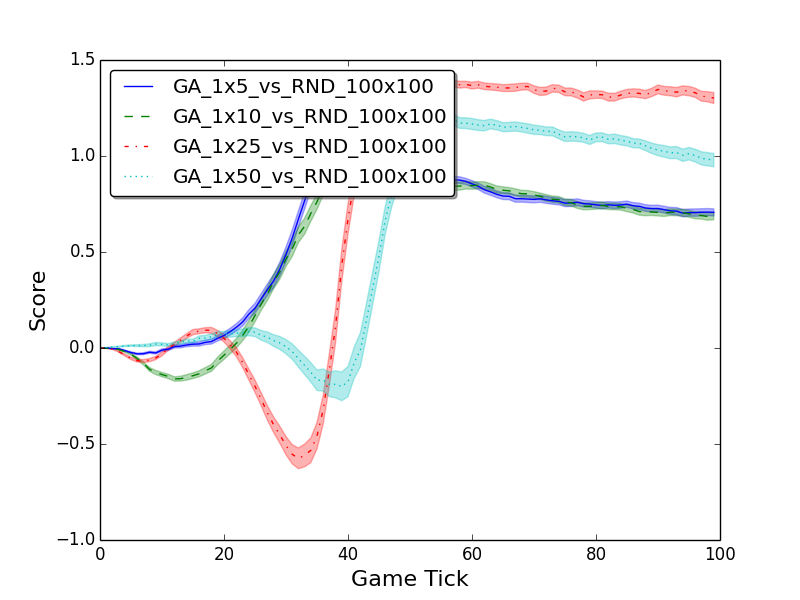 1.5
GA_1x5_vs_RND_100x100
GA_1x10_vs_RND_100x100
GA_1x25_vs_RND_100x100
GA_1x50_vs_RND_100x100
1.0
0.5
0.0
−0.5
−1.0
Score
0 20 40 60 80 100
Game Tick